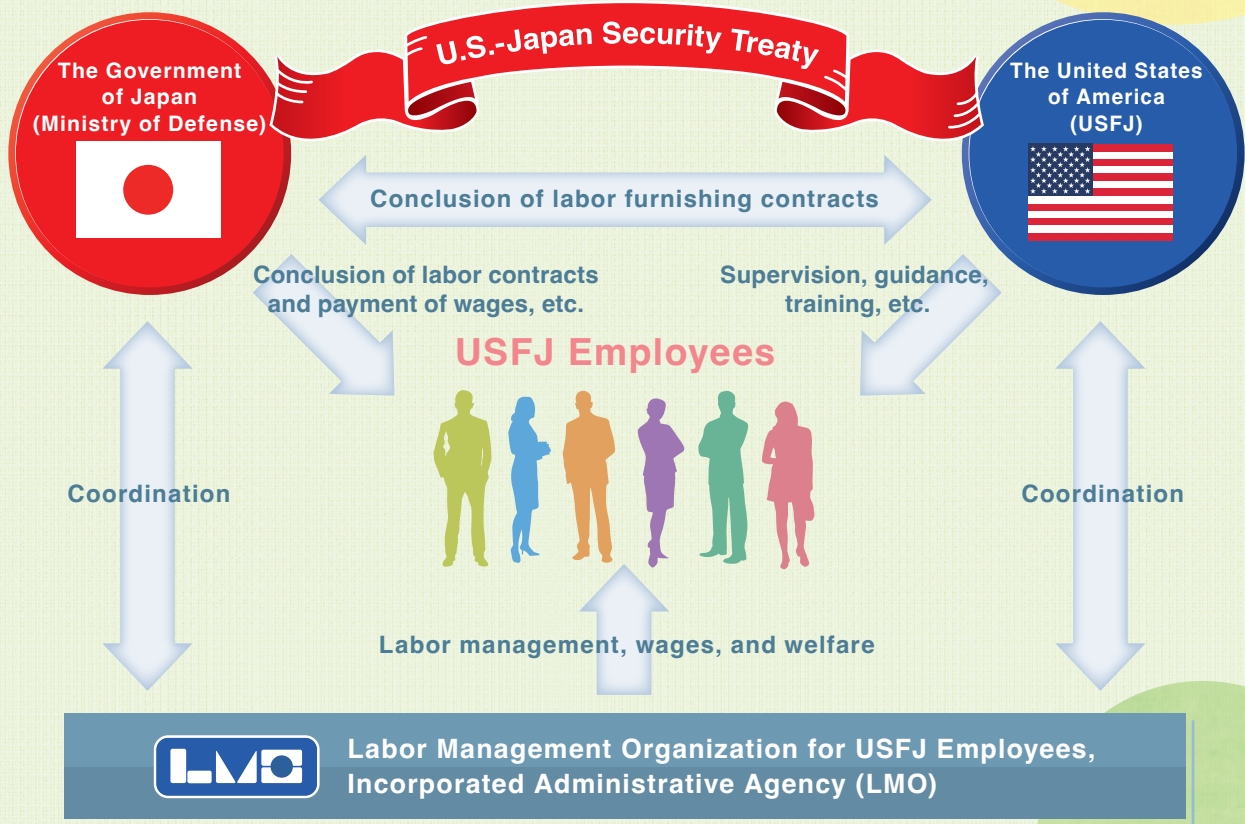 U.S.-Japan Security Treaty
The Government
of Japan
(Ministry of Defense)
The United States
of America
(USFJ)
Conclusion of labor furnishing contracts
Conclusion of labor contracts
and payment of wages, etc.
Supervision, guidance,
training, etc.
USFJ Employees
Coordination
Coordination
Labor management, wages, and welfare
LMO
Labor Management Organization for USFJ Employees,
Incorporated Administrative Agency (LMO)